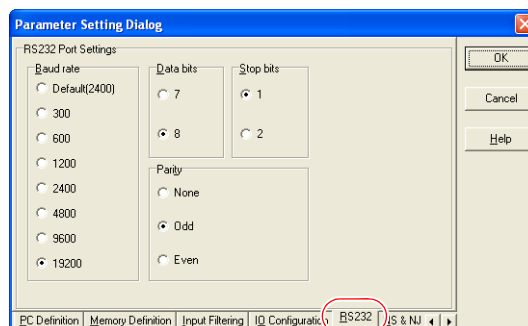 Parameter Setting Dialog
RS232 Port Settings
Baud rate
Default(2400)
300
600
1200
2400
4800
9600
19200
Data bits
7
8
Stop bits
1
2
Parity
None
Odd
Even
OK
Cancel
Help
PC Definition
Memory Definition
Input Filtering
IO Configuration
RS232
NS & NJ